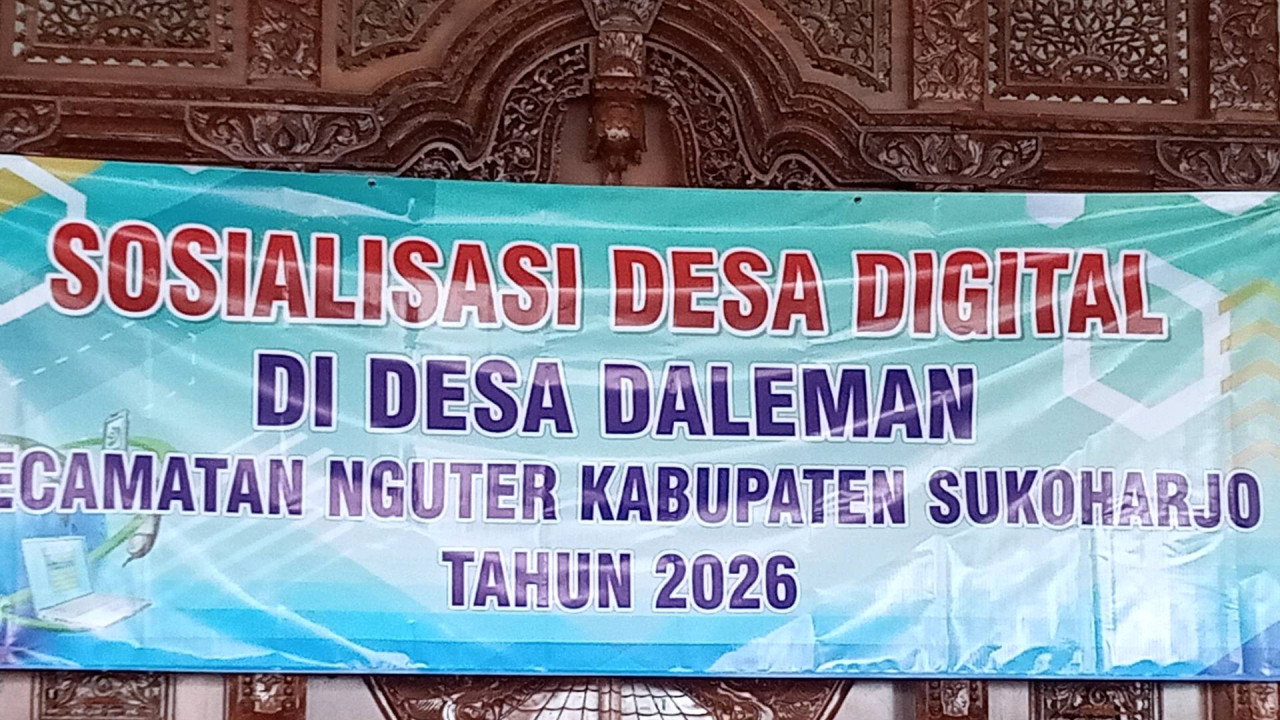 SOSIALISASI DESA DIGITAL
DI DESA DALEMAN
ECAMATAN NGUTER KABUPATEN SUKOHARJO
TAHUN 2026